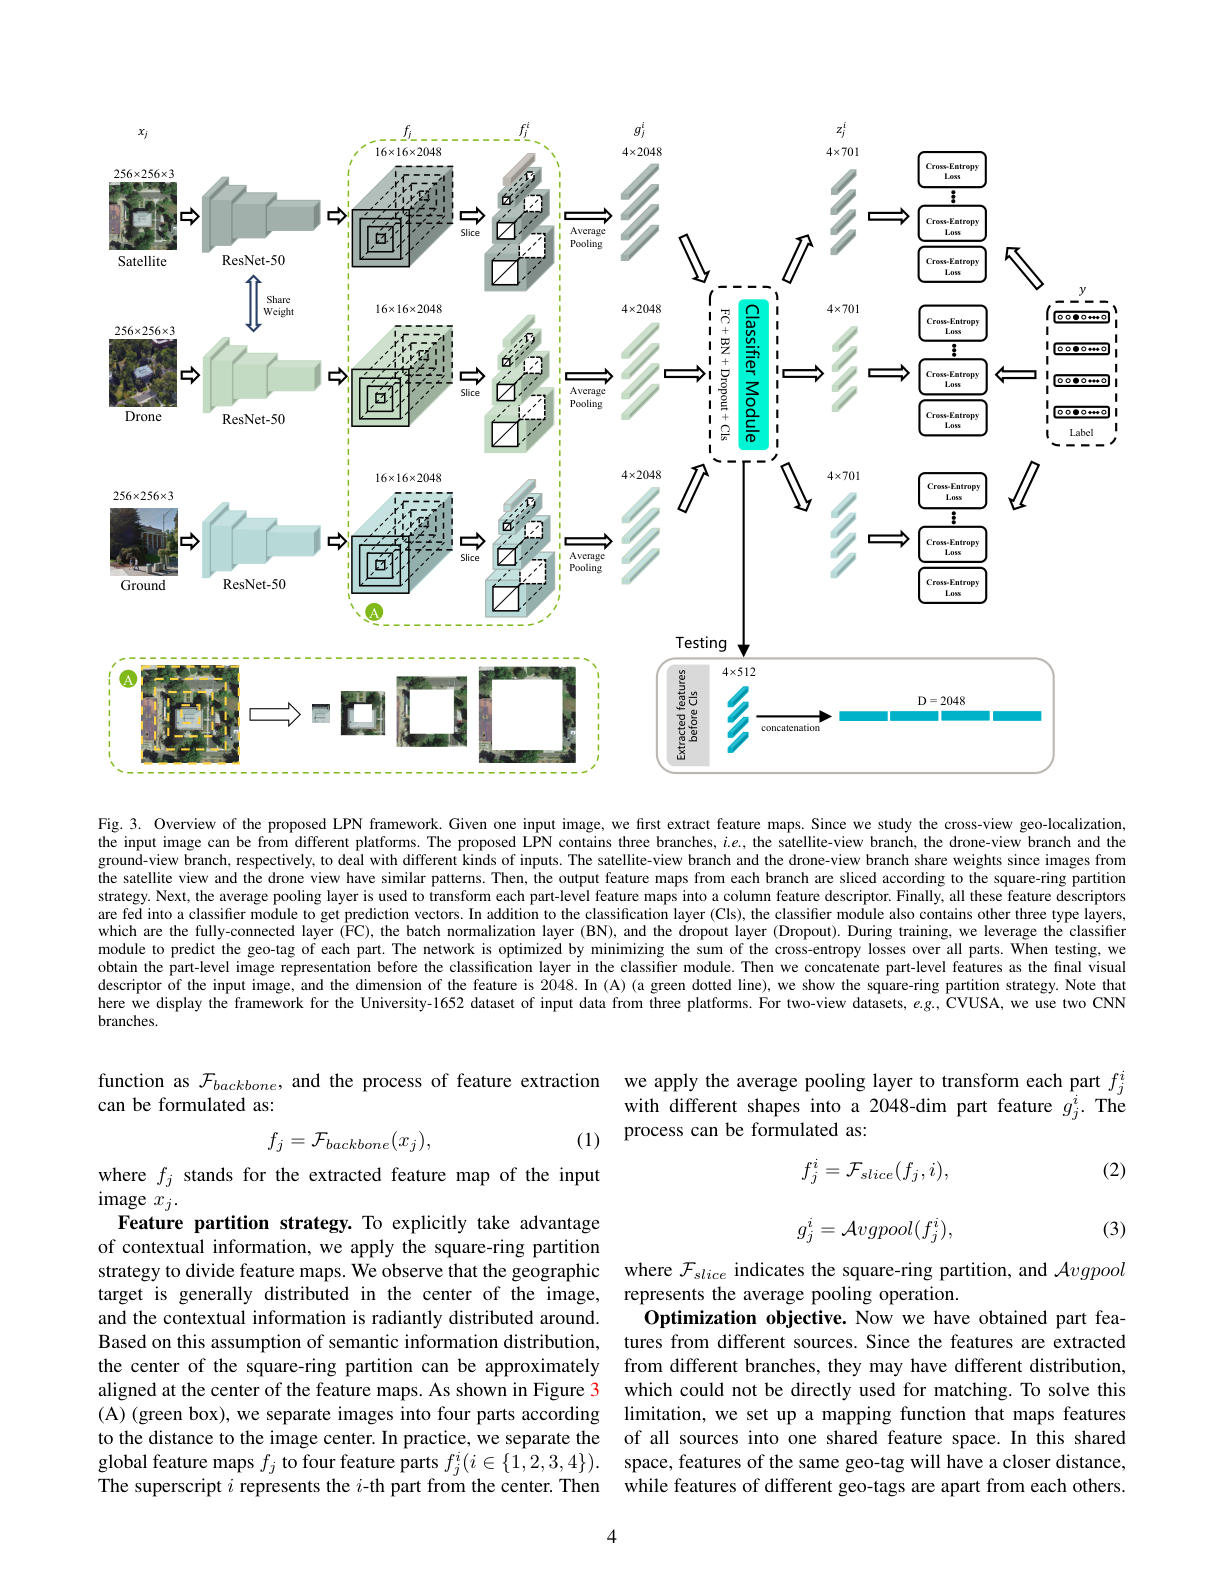 x_j
f_j
f_j^i
g_j^i
z_j^i
16×16×2048
4×2048
4×701
256×256×3
Cross-Entropy
Loss
Slice
Average
Pooling
Cross-Entropy
Loss
Satellite
ResNet-50
Cross-Entropy
Loss
y
Share
Weight
256×256×3
16×16×2048
4×2048
4×701
FC + BN + Dropout + Cls
Classifier Module
Cross-Entropy
Loss
Slice
Average
Pooling
Cross-Entropy
Loss
Drone
ResNet-50
Cross-Entropy
Loss
Label
256×256×3
16×16×2048
4×2048
4×701
Cross-Entropy
Loss
Slice
Average
Pooling
Cross-Entropy
Loss
Ground
ResNet-50
Cross-Entropy
Loss
A
Testing
A
Extracted features
before Cls
4×512
concatenation
D = 2048
Fig. 3. Overview of the proposed LPN framework. Given one input image, we first extract feature maps. Since we study the cross-view geo-localization,
the input image can be from different platforms. The proposed LPN contains three branches, i.e., the satellite-view branch, the drone-view branch and the
ground-view branch, respectively, to deal with different kinds of inputs. The satellite-view branch and the drone-view branch share weights since images from
the satellite view and the drone view have similar patterns. Then, the output feature maps from each branch are sliced according to the square-ring partition
strategy. Next, the average pooling layer is used to transform each part-level feature maps into a column feature descriptor. Finally, all these feature descriptors
are fed into a classifier module to get prediction vectors. In addition to the classification layer (Cls), the classifier module also contains other three type layers,
which are the fully-connected layer (FC), the batch normalization layer (BN), and the dropout layer (Dropout). During training, we leverage the classifier
module to predict the geo-tag of each part. The network is optimized by minimizing the sum of the cross-entropy losses over all parts. When testing, we
obtain the part-level image representation before the classification layer in the classifier module. Then we concatenate part-level features as the final visual
descriptor of the input image, and the dimension of the feature is 2048. In (A) (a green dotted line), we show the square-ring partition strategy. Note that
here we display the framework for the University-1652 dataset of input data from three platforms. For two-view datasets, e.g., CVUSA, we use two CNN
branches.
function as F_backbone, and the process of feature extraction
can be formulated as:
f_j = F_backbone(x_j), (1)
where f_j stands for the extracted feature map of the input
image x_j.
Feature partition strategy. To explicitly take advantage
of contextual information, we apply the square-ring partition
strategy to divide feature maps. We observe that the geographic
target is generally distributed in the center of the image,
and the contextual information is radiantly distributed around.
Based on this assumption of semantic information distribution,
the center of the square-ring partition can be approximately
aligned at the center of the feature maps. As shown in Figure 3
(A) (green box), we separate images into four parts according
to the distance to the image center. In practice, we separate the
global feature maps f_j to four feature parts f_j^i(i ∈ {1, 2, 3, 4}).
The superscript i represents the i-th part from the center. Then
we apply the average pooling layer to transform each part f_j^i
with different shapes into a 2048-dim part feature g_j^i. The
process can be formulated as:
f_j^i = F_slice(f_j, i), (2)
g_j^i = Avgpool(f_j^i), (3)
where F_slice indicates the square-ring partition, and Avgpool
represents the average pooling operation.
Optimization objective. Now we have obtained part fea-
tures from different sources. Since the features are extracted
from different branches, they may have different distribution,
which could not be directly used for matching. To solve this
limitation, we set up a mapping function that maps features
of all sources into one shared feature space. In this shared
space, features of the same geo-tag will have a closer distance,
while features of different geo-tags are apart from each others.
4